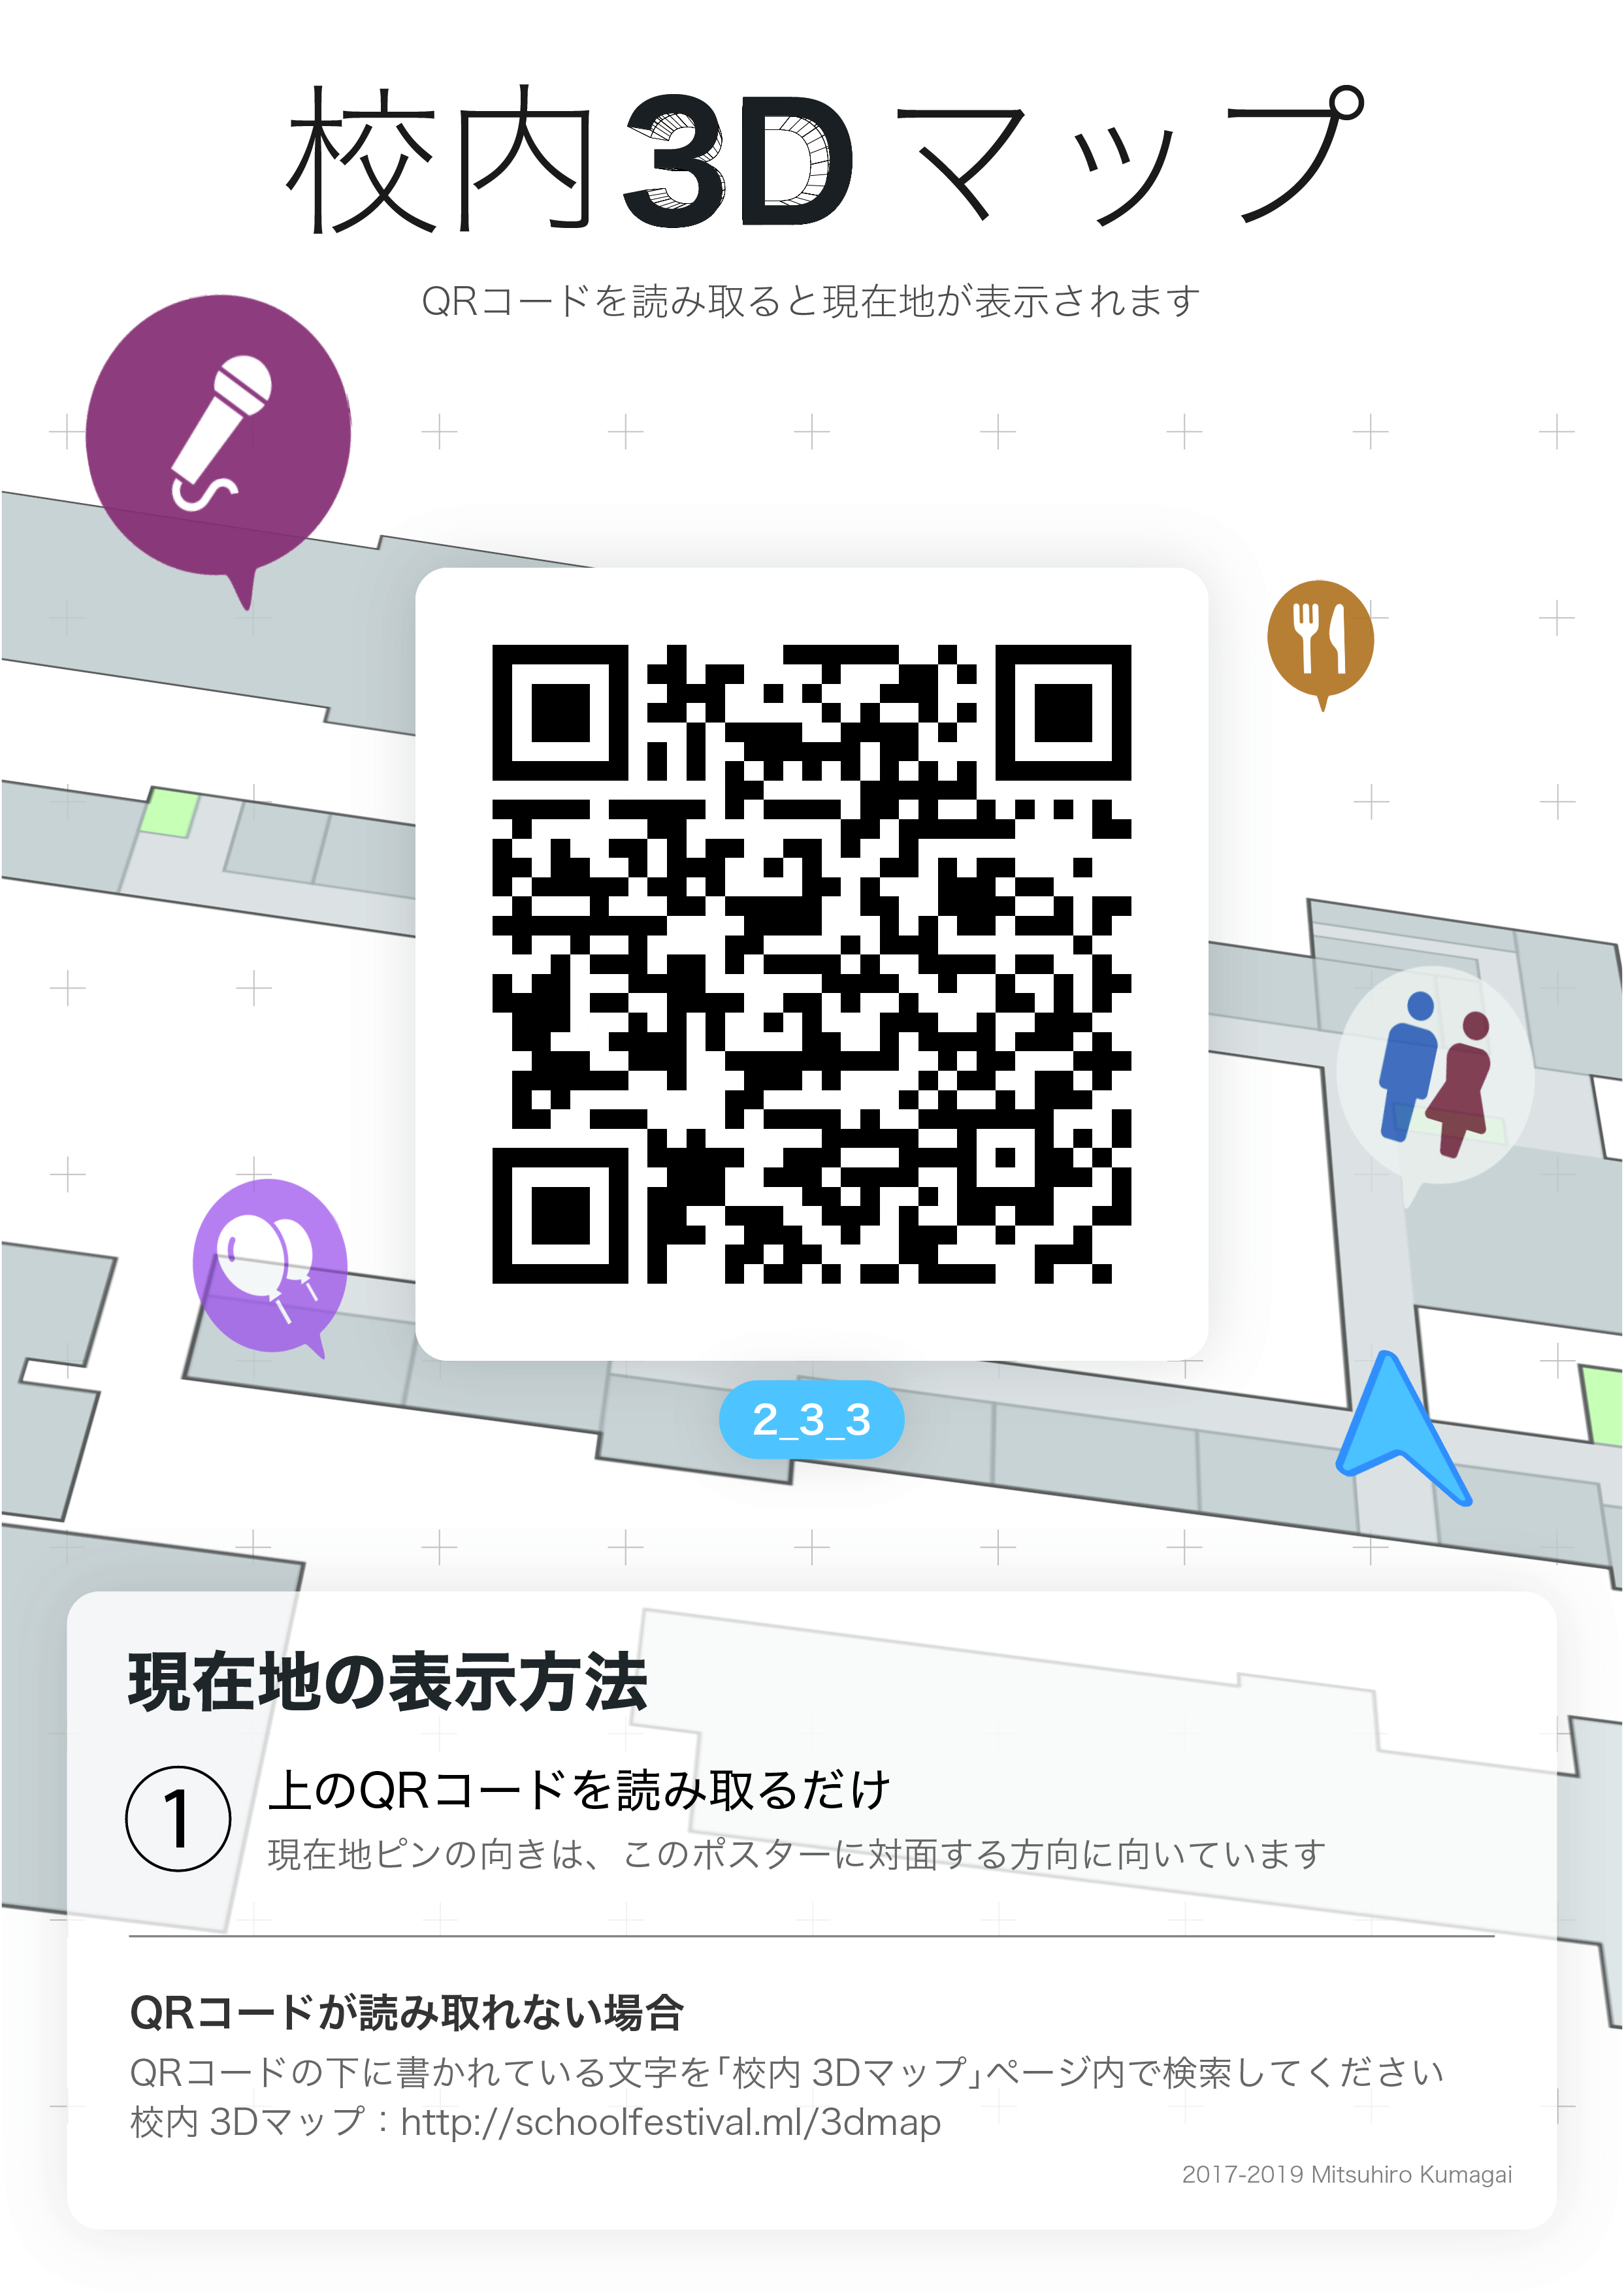 校内3Dマップ
QRコードを読み取ると現在地が表示されます
2_3_3
現在地の表示方法
1 上のQRコードを読み取るだけ
現在地ピンの向きは、このポスターに対面する方向に向いています
QRコードが読み取れない場合
QRコードの下に書かれている文字を「校内 3Dマップ」ページ内で検索してください
校内 3Dマップ：http://schoolfestival.ml/3dmap
2017-2019 Mitsuhiro Kumagai